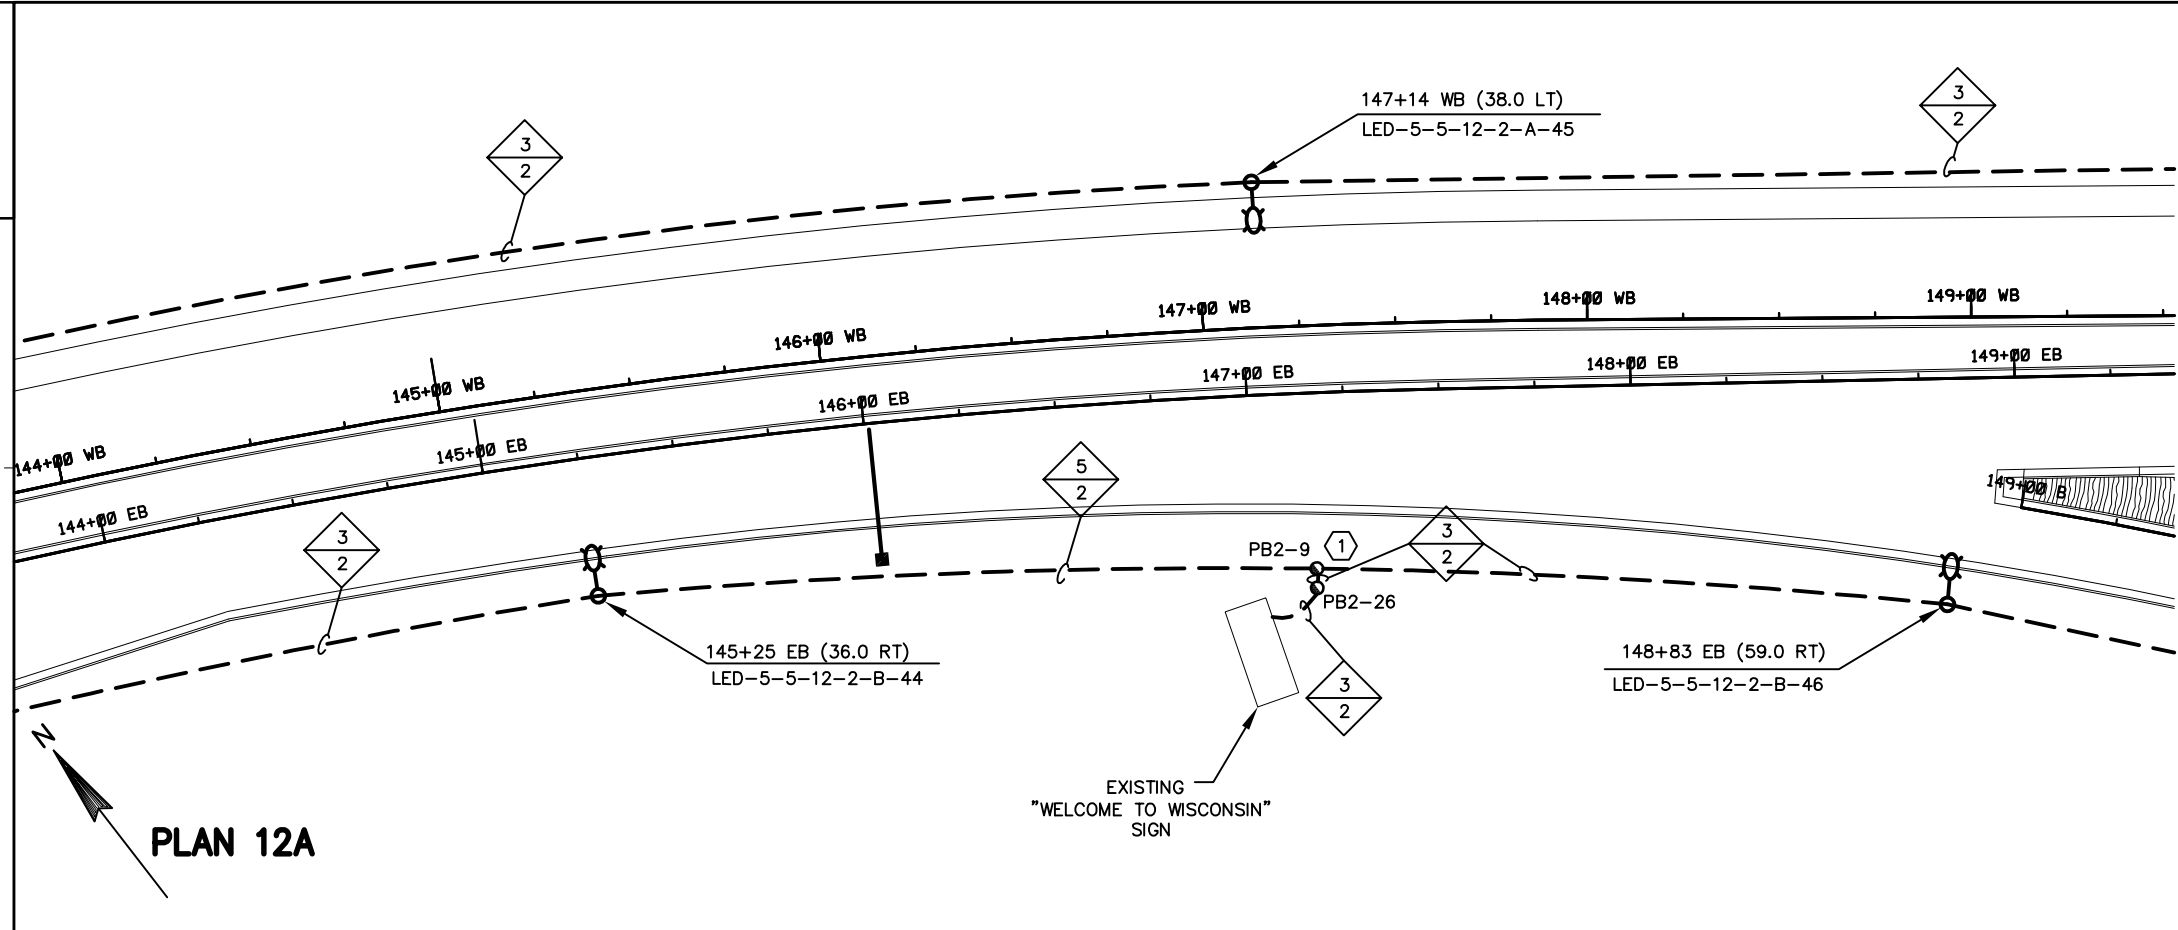 147+14 WB (38.0 LT)
LED-5-5-12-2-A-45
3
2
3
2
144+00 WB
145+00 WB
146+00 WB
147+00 WB
148+00 WB
149+00 WB
144+00 EB
145+00 EB
146+00 EB
147+00 EB
148+00 EB
149+00 EB
149+00 B
3
2
5
2
PB2-9
1
3
2
PB2-26
145+25 EB (36.0 RT)
LED-5-5-12-2-B-44
148+83 EB (59.0 RT)
LED-5-5-12-2-B-46
3
2
EXISTING
"WELCOME TO WISCONSIN"
SIGN
N
PLAN 12A